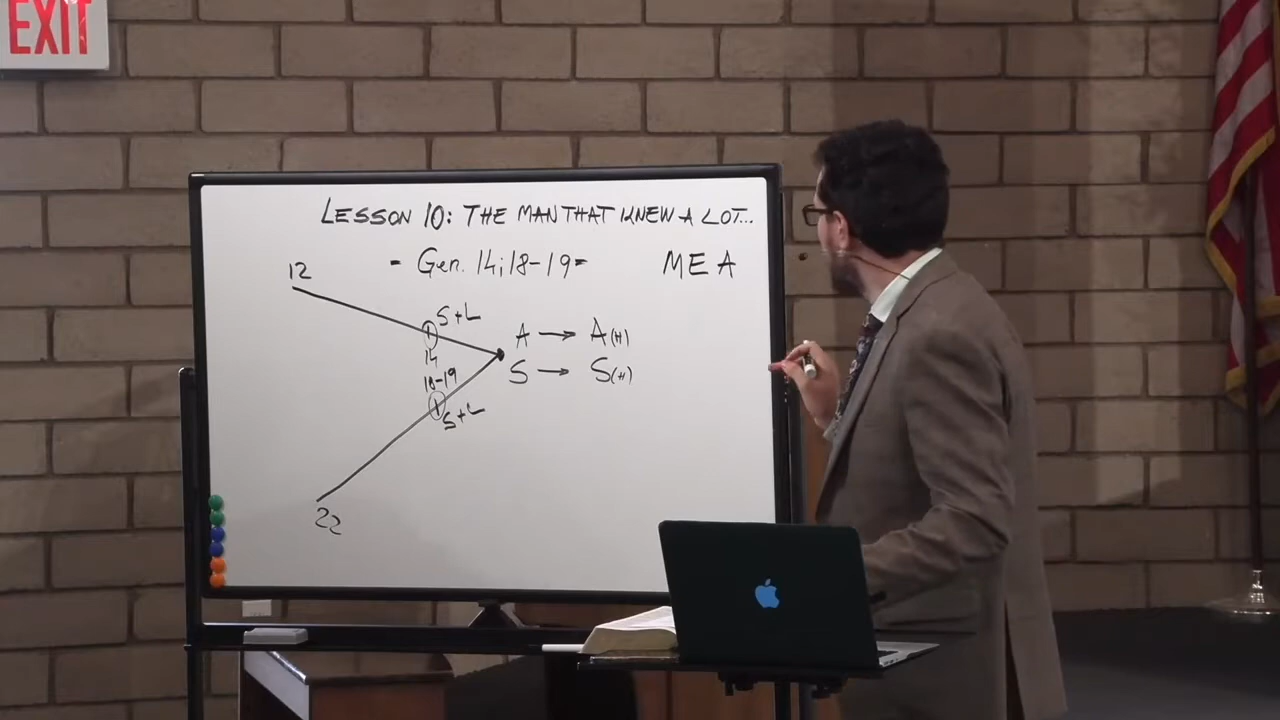 EXIT
LESSON 10: THE MAN THAT KNEW A LOT...
- Gen. 14; 18-19 -
MEA
12
S+L
14
A → A(H)
S → S(H)
18-19
S+L
22